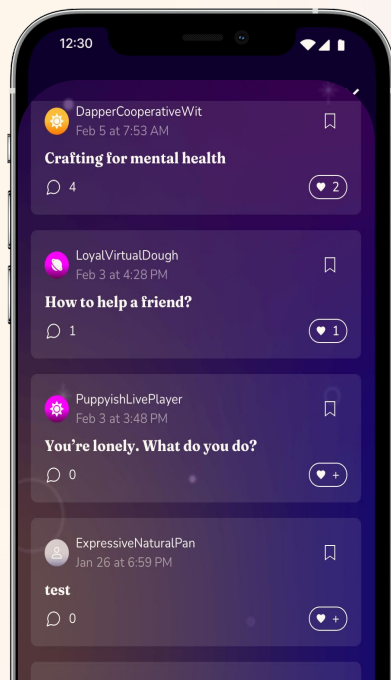 12:30
DapperCooperativeWit
Feb 5 at 7:53 AM
Crafting for mental health
4
2
LoyalVirtualDough
Feb 3 at 4:28 PM
How to help a friend?
1
1
PuppyishLivePlayer
Feb 3 at 3:48 PM
You’re lonely. What do you do?
0
+
ExpressiveNaturalPan
Jan 26 at 6:59 PM
test
0
+